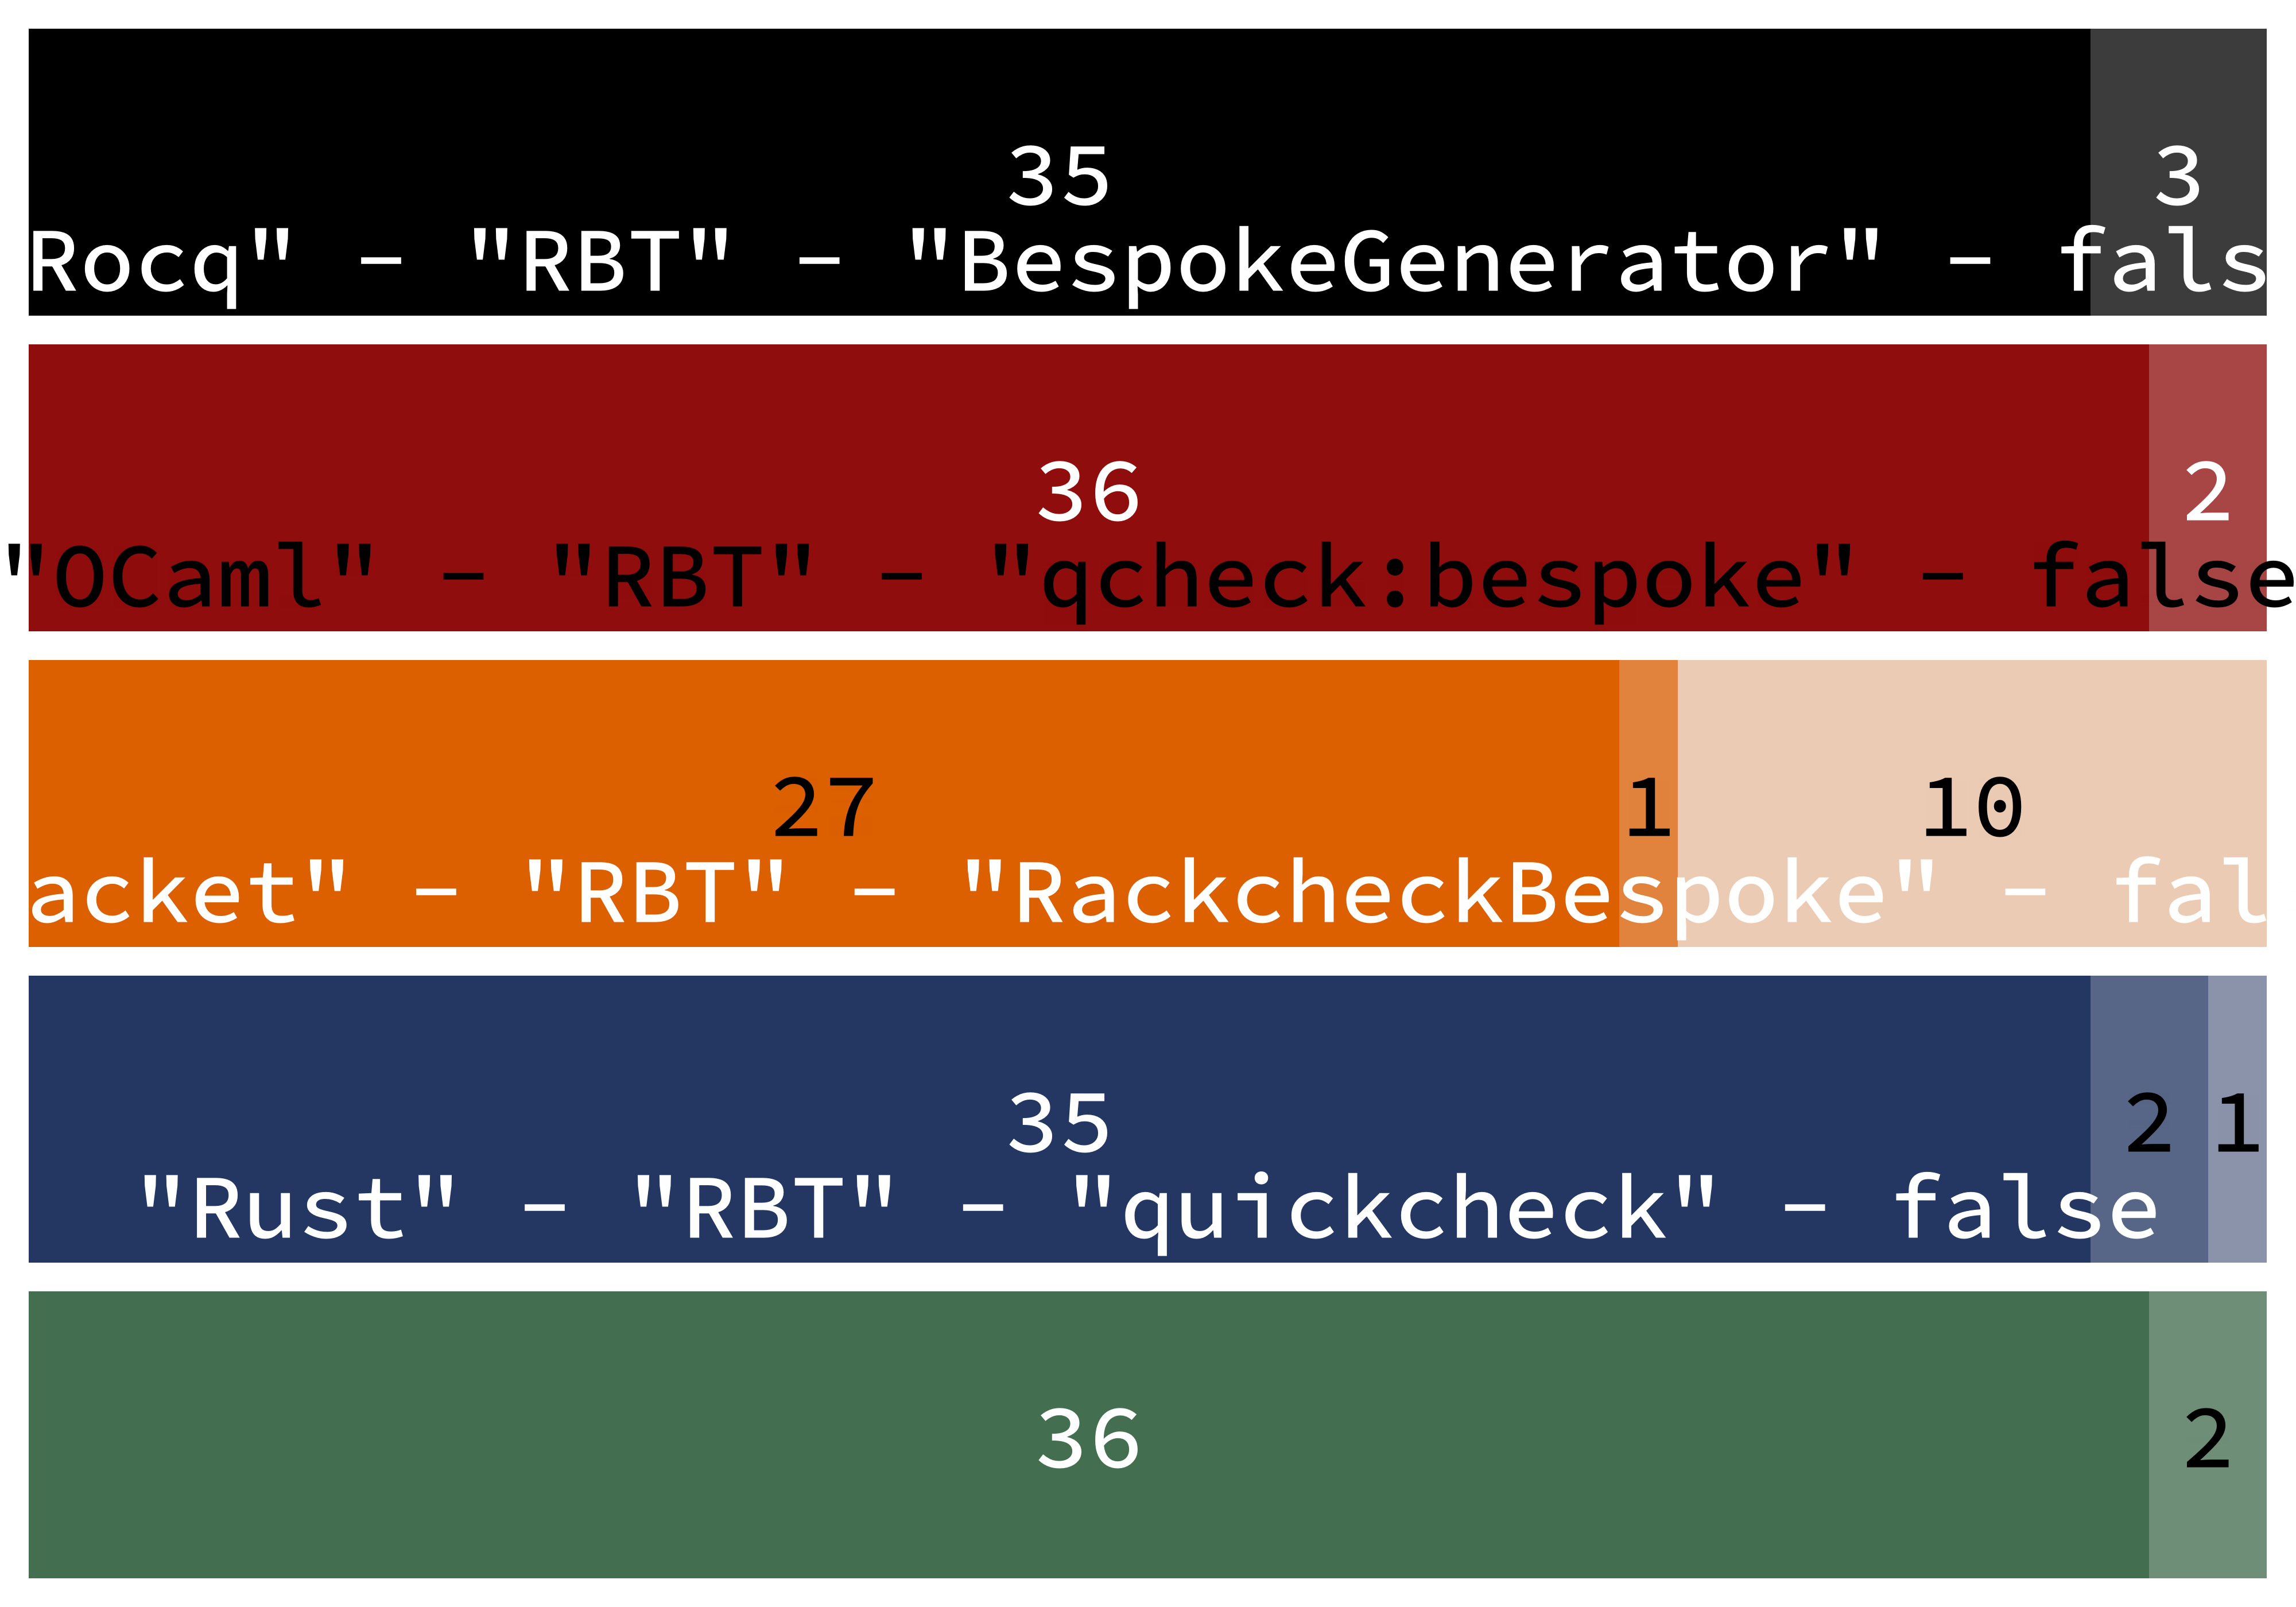 35 3
Rocq" - "RBT" - "BespokeGenerator" - fals
36 2
"OCaml" - "RBT" - "qcheck:bespoke" - false
27 1 10
acket" - "RBT" - "RackcheckBespoke" - fal
35 2 1
"Rust" - "RBT" - "quickcheck" - false
36 2